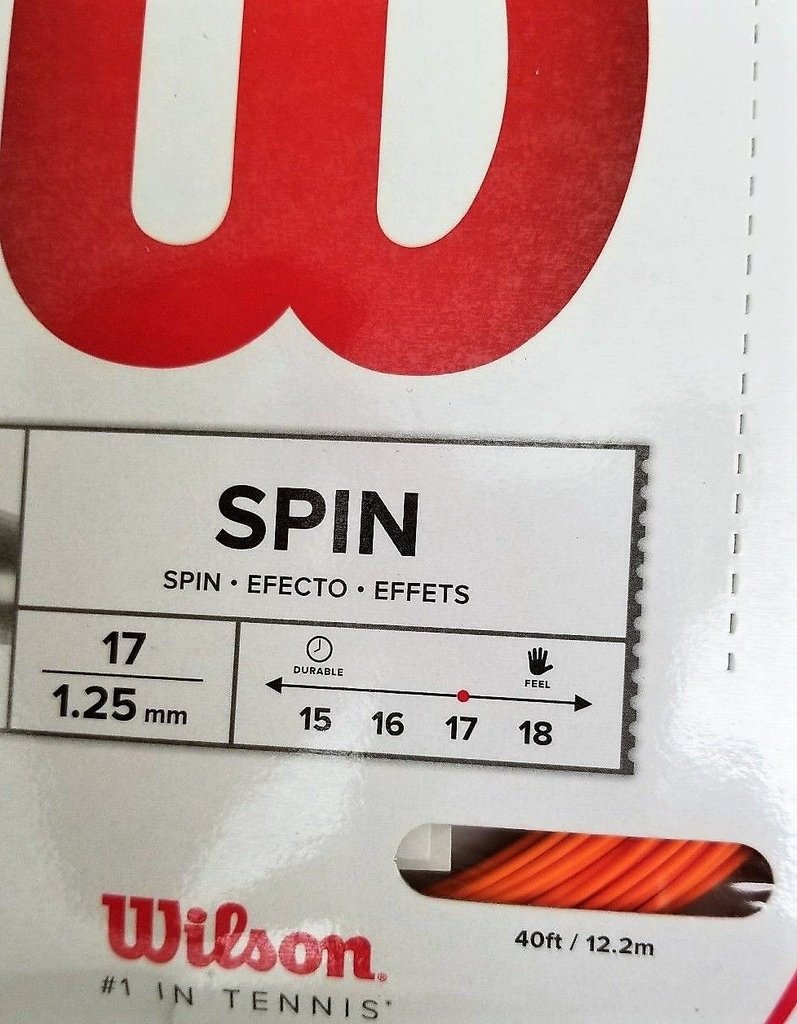 SPIN
SPIN • EFECTO • EFFETS
17
1.25 mm
DURABLE
FEEL
15 16 17 18
40ft / 12.2m
Wilson®
#1 IN TENNIS*